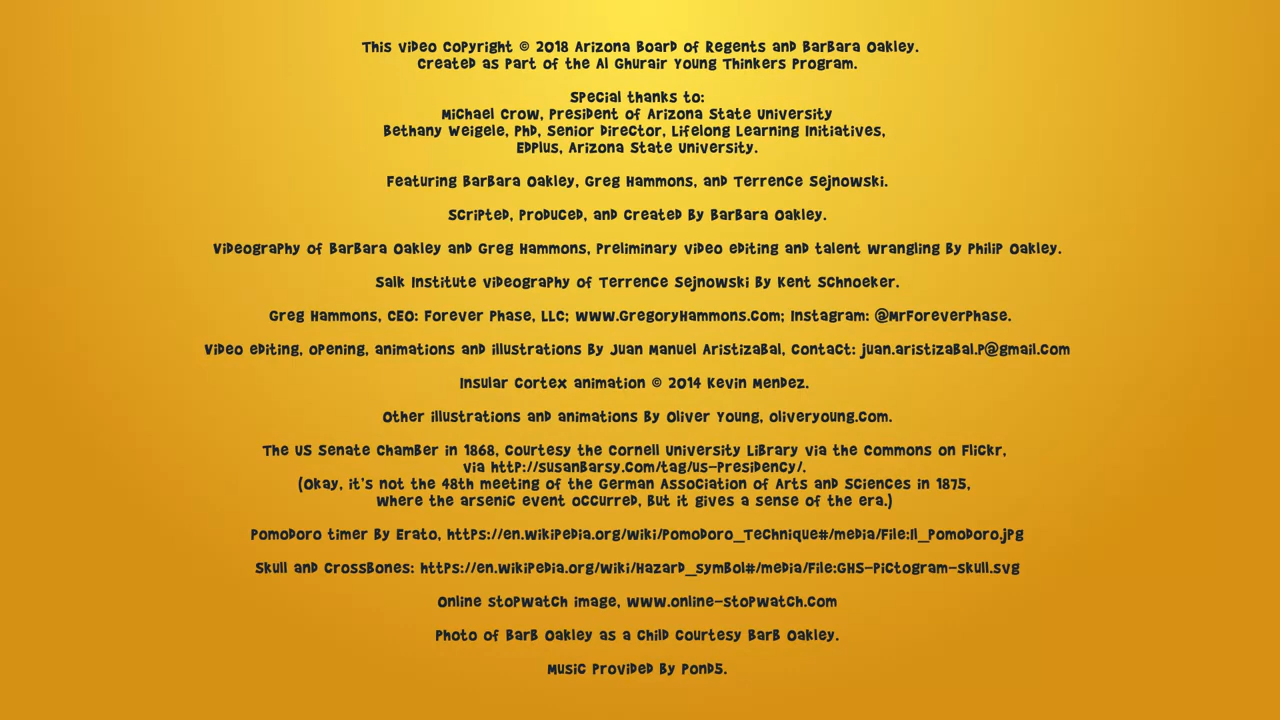 This video copyright © 2018 Arizona Board of Regents and Barbara Oakley.
Created as part of the Al Ghurair Young Thinkers Program.
Special thanks to:
Michael Crow, President of Arizona State University
Bethany Weigele, PhD, Senior Director, Lifelong Learning Initiatives,
EdPlus, Arizona State University.
Featuring Barbara Oakley, Greg Hammons, and Terrence Sejnowski.
Scripted, produced, and created by Barbara Oakley.
Videography of Barbara Oakley and Greg Hammons, preliminary video editing and talent wrangling by Philip Oakley.
Salk Institute videography of Terrence Sejnowski by Kent Schnoeker.
Greg Hammons, CEO: Forever Phase, LLC; www.GregoryHammons.com; Instagram: @MrForeverPhase.
Video editing, opening, animations and illustrations by Juan Manuel Aristizabal, Contact: juan.aristizabal.p@gmail.com
Insular Cortex animation © 2014 Kevin Mendez.
Other illustrations and animations by Oliver Young, oliveryoung.com.
The US Senate Chamber in 1868, courtesy the Cornell University Library via the Commons on Flickr,
via http://susanbarsy.com/tag/us-presidency/.
(Okay, it's not the 48th meeting of the German Association of Arts and Sciences in 1875,
where the arsenic event occurred, but it gives a sense of the era.)
Pomodoro timer by Erato, https://en.wikipedia.org/wiki/Pomodoro_Technique#/media/File:Il_pomodoro.jpg
Skull and crossbones: https://en.wikipedia.org/wiki/Hazard_symbol#/media/File:GHS-pictogram-skull.svg
Online stopwatch image, www.online-stopwatch.com
Photo of Barb Oakley as a child courtesy Barb Oakley.
Music provided by Pond5.